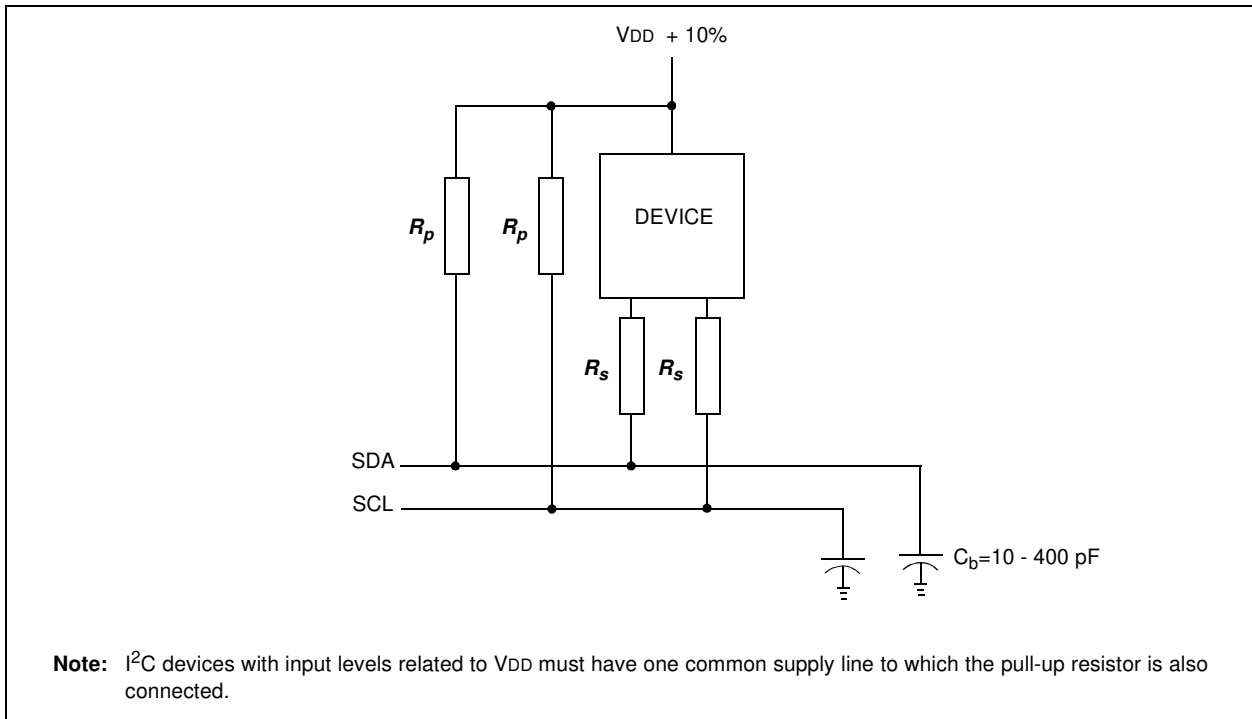 VDD + 10%
Rp Rp
DEVICE
Rs Rs
SDA
SCL
Cb=10 - 400 pF
Note: I2C devices with input levels related to VDD must have one common supply line to which the pull-up resistor is also
connected.